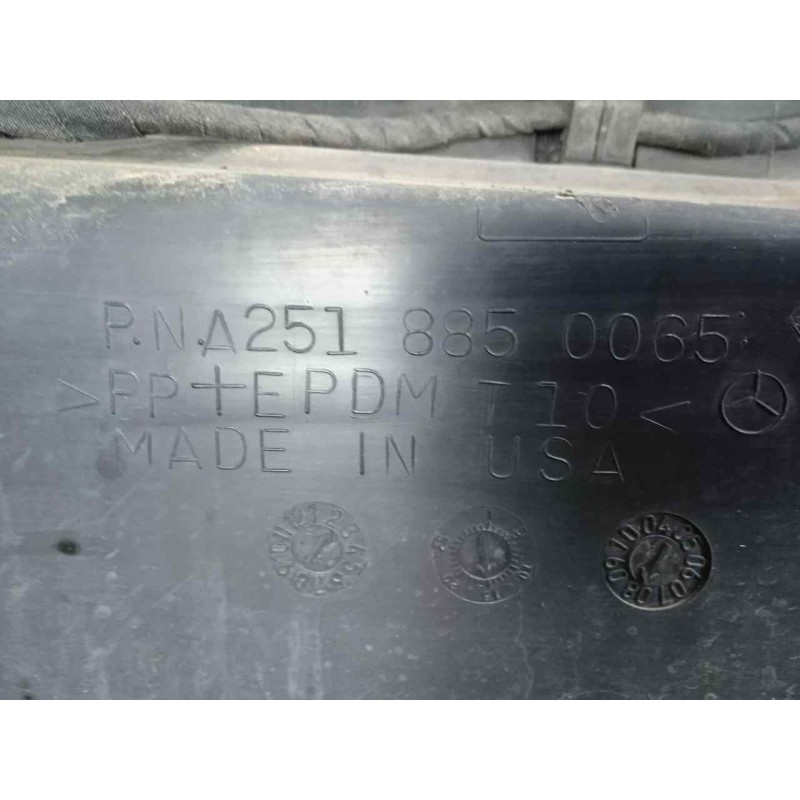 P.N.A251 885 0065
>PP+EPDM T10<
MADE IN USA